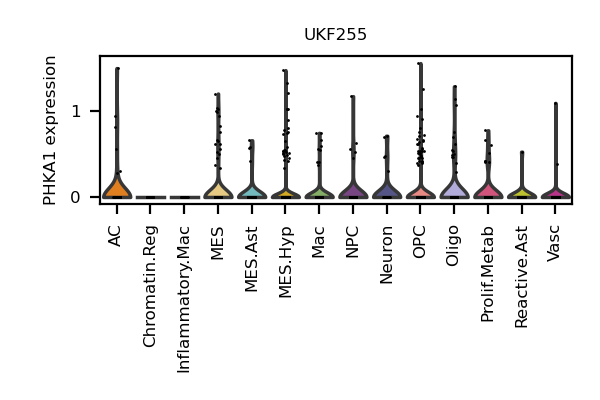 UKF255
PHKA1 expression
1
0
AC
Chromatin.Reg
Inflammatory.Mac
MES
MES.Ast
MES.Hyp
Mac
NPC
Neuron
OPC
Oligo
Prolif.Metab
Reactive.Ast
Vasc